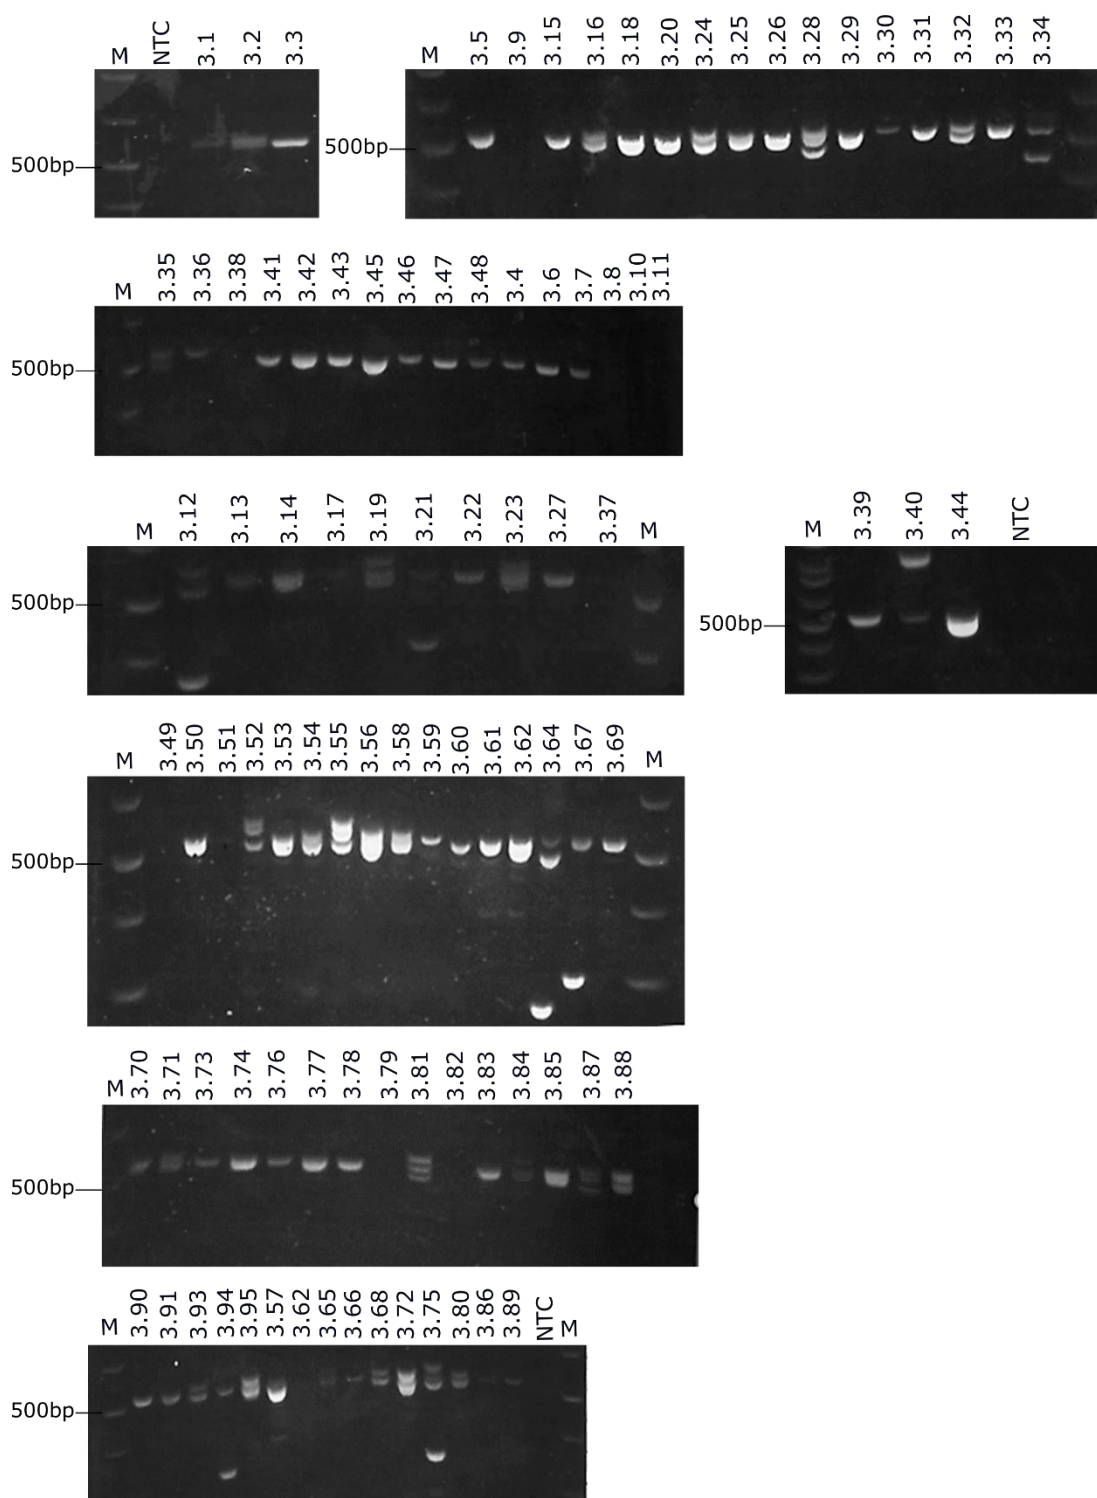 M NTC 3.1 3.2 3.3
500bp
M 3.5 3.9 3.15 3.16 3.18 3.20 3.24 3.25 3.26 3.28 3.29 3.30 3.31 3.32 3.33 3.34
500bp
M 3.35 3.36 3.38 3.41 3.42 3.43 3.45 3.46 3.47 3.48 3.4 3.6 3.7 3.8 3.10 3.11
500bp
M 3.12 3.13 3.14 3.17 3.19 3.21 3.22 3.23 3.27 3.37 M
500bp
M 3.39 3.40 3.44 NTC
500bp
M 3.49 3.50 3.51 3.52 3.53 3.54 3.55 3.56 3.58 3.59 3.60 3.61 3.62 3.64 3.67 3.69 M
500bp
M 3.70 3.71 3.73 3.74 3.76 3.77 3.78 3.79 3.81 3.82 3.83 3.84 3.85 3.87 3.88
500bp
M 3.90 3.91 3.93 3.94 3.95 3.57 3.62 3.65 3.66 3.68 3.72 3.75 3.80 3.86 3.89 NTC M
500bp